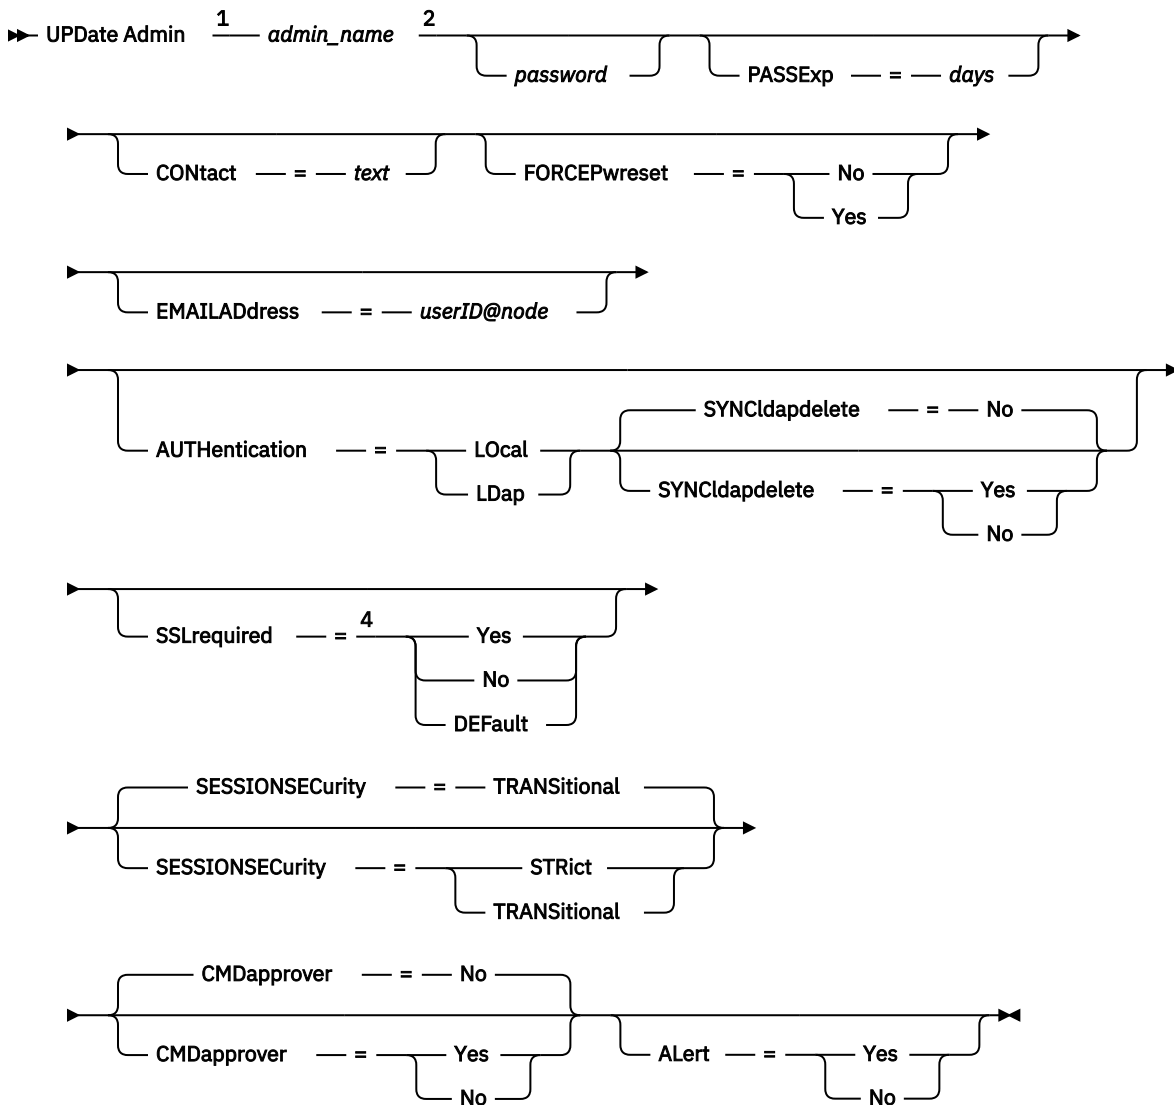 UPDate Admin 1 admin_name 2
password PASSExp = days
CONtact = text FORCEPwreset = No
Yes
EMAILADdress = userID@node
SYNCldapdelete = No
AUTHentication = LOcal
LDap SYNCldapdelete = Yes
No
SSLrequired = 4 Yes
No
DEFault
SESSIONSECurity = TRANSitional
SESSIONSECurity = STRict
TRANSitional
CMDapprover = No
CMDapprover = Yes ALert = Yes
No No